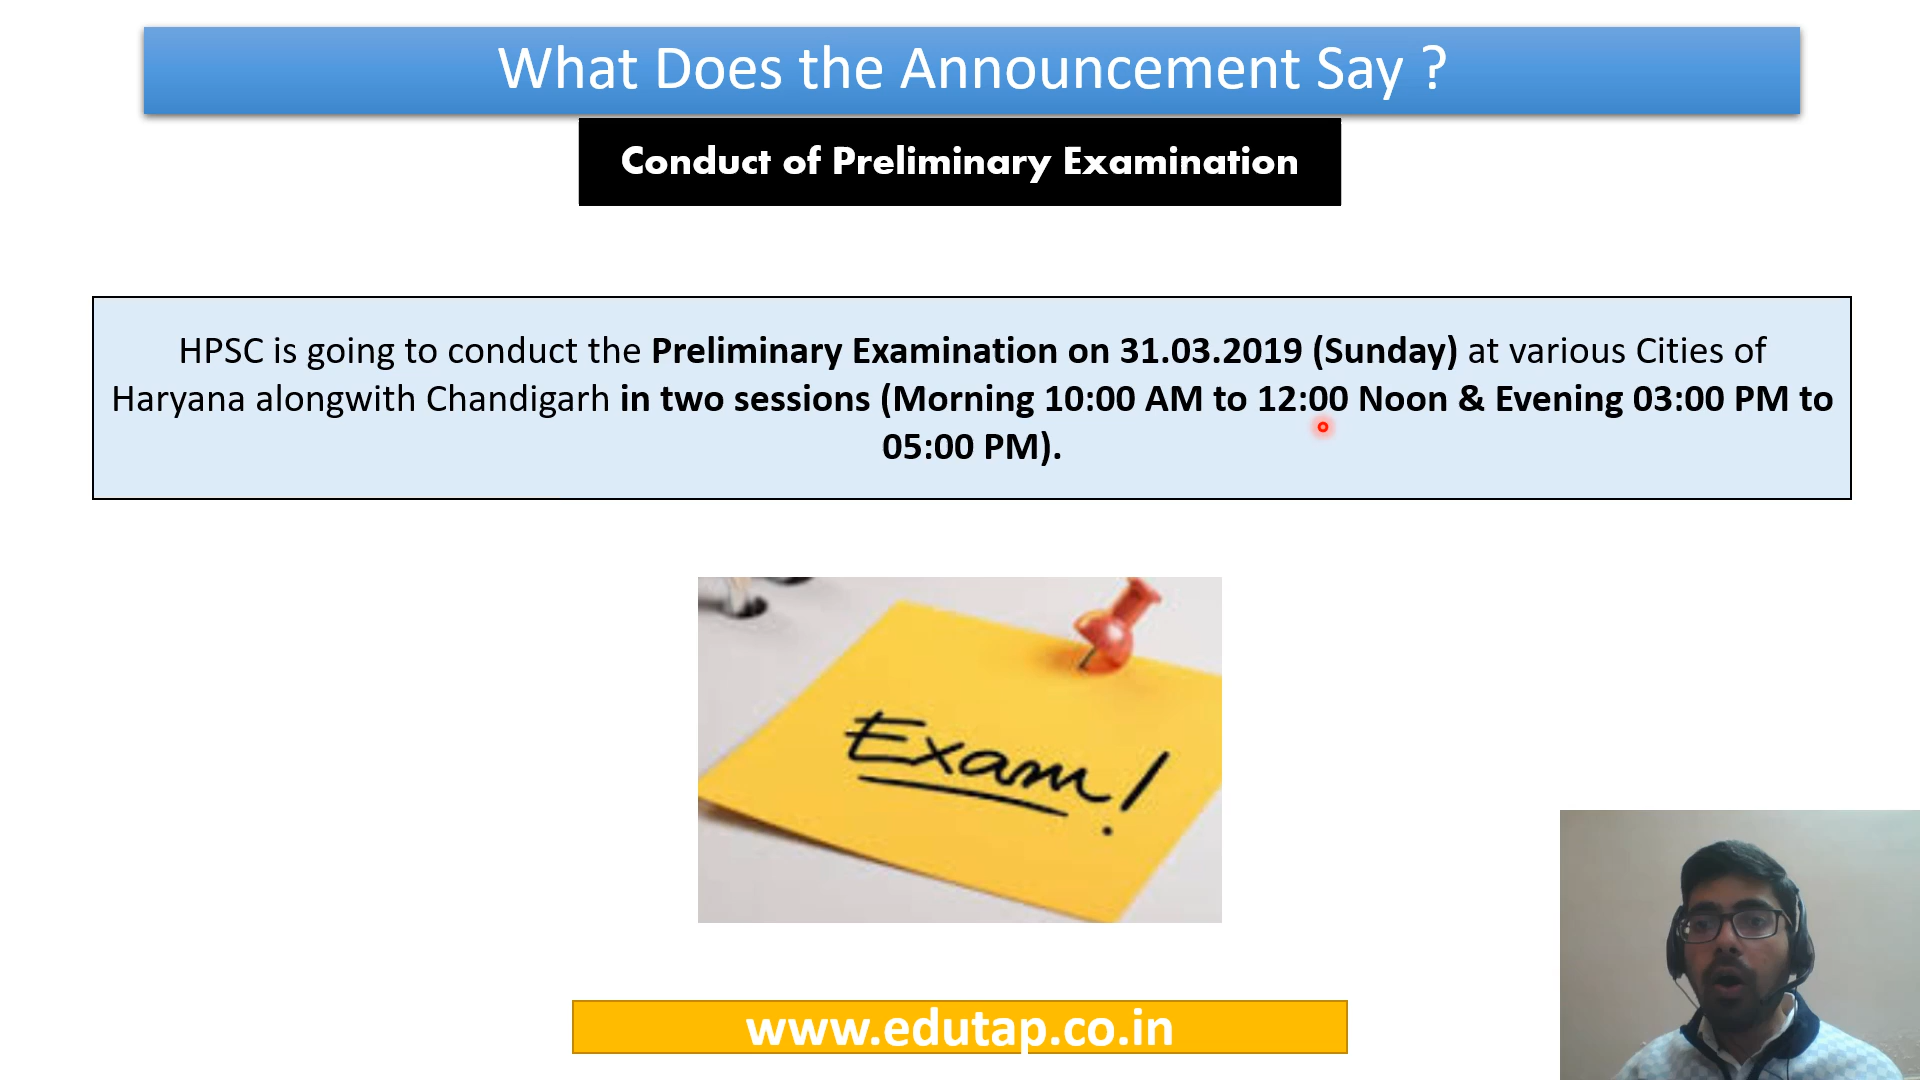 What Does the Announcement Say ?
Conduct of Preliminary Examination
HPSC is going to conduct the Preliminary Examination on 31.03.2019 (Sunday) at various Cities of
Haryana alongwith Chandigarh in two sessions (Morning 10:00 AM to 12:00 Noon & Evening 03:00 PM to
05:00 PM).
Exam!
www.edutap.co.in